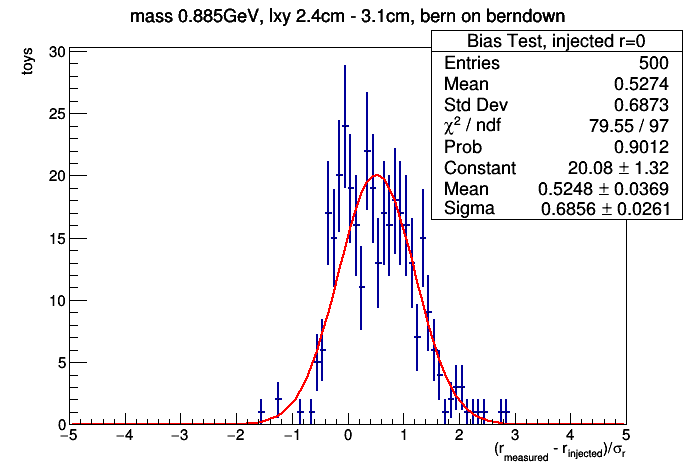 mass 0.885GeV, lxy 2.4cm - 3.1cm, bern on berndown
Bias Test, injected r=0
Entries 500
Mean 0.5274
Std Dev 0.6873
χ² / ndf 79.55 / 97
Prob 0.9012
Constant 20.08 ± 1.32
Mean 0.5248 ± 0.0369
Sigma 0.6856 ± 0.0261
toys
30
25
20
15
10
5
0
−5 −4 −3 −2 −1 0 1 2 3 4 5
(r_measured - r_injected)/σ_r